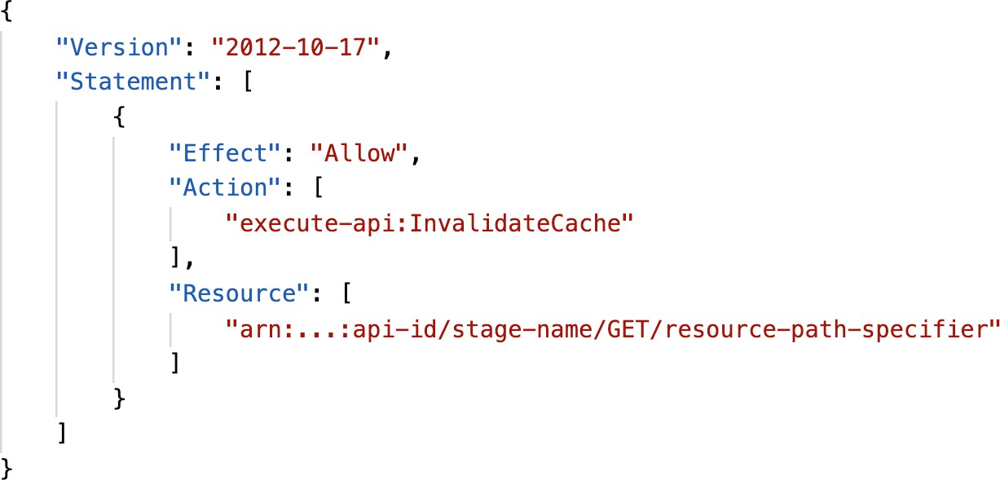 {
"Version": "2012-10-17",
"Statement": [
{
"Effect": "Allow",
"Action": [
"execute-api:InvalidateCache"
],
"Resource": [
"arn:...:api-id/stage-name/GET/resource-path-specifier"
]
}
]
}